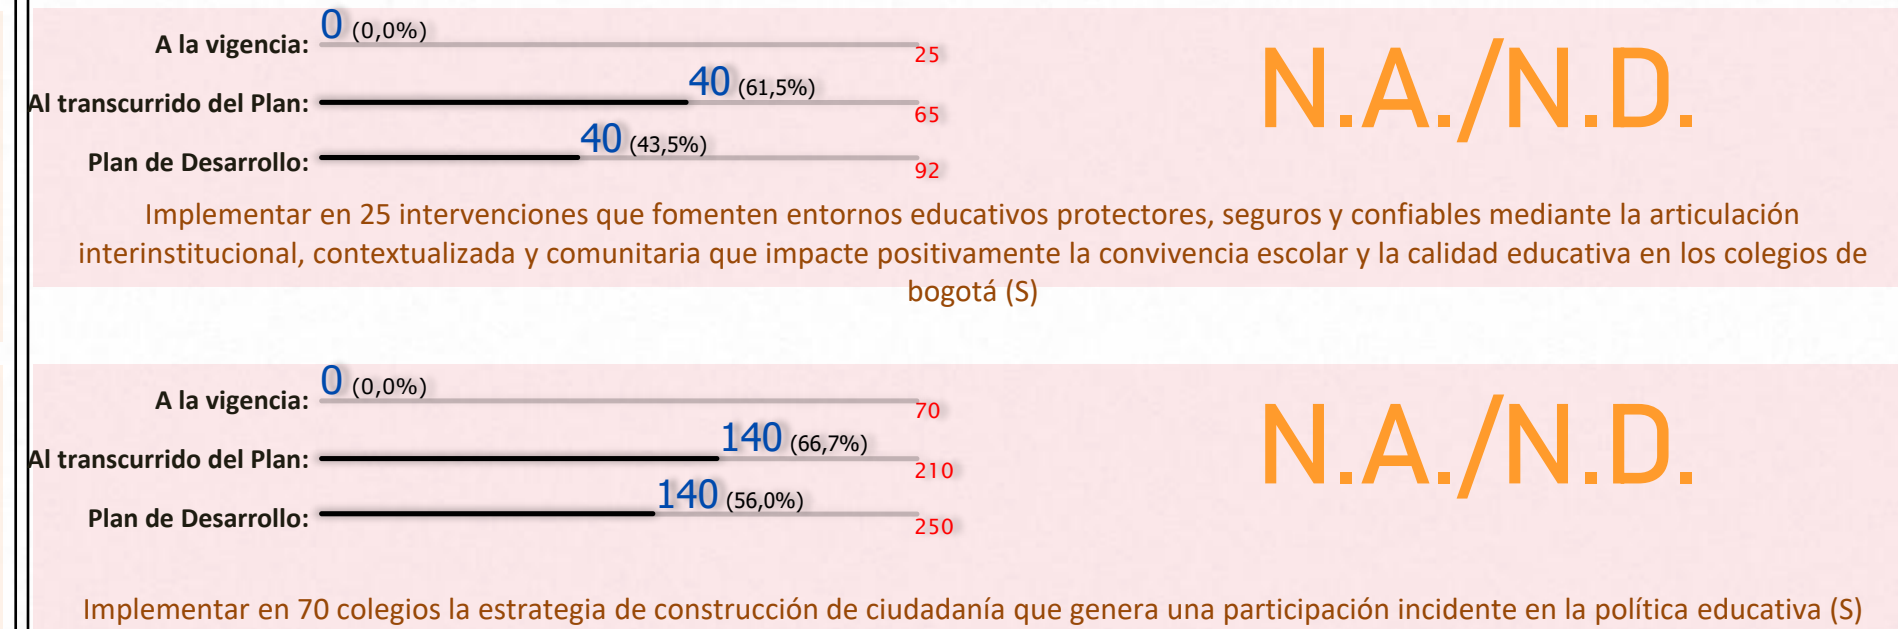 A la vigencia: 0 (0,0%) 25
Al transcurrido del Plan: 40 (61,5%) 65
Plan de Desarrollo: 40 (43,5%) 92
N.A./N.D.
Implementar en 25 intervenciones que fomenten entornos educativos protectores, seguros y confiables mediante la articulación
interinstitucional, contextualizada y comunitaria que impacte positivamente la convivencia escolar y la calidad educativa en los colegios de
bogotá (S)
A la vigencia: 0 (0,0%) 70
Al transcurrido del Plan: 140 (66,7%) 210
Plan de Desarrollo: 140 (56,0%) 250
N.A./N.D.
Implementar en 70 colegios la estrategia de construcción de ciudadanía que genera una participación incidente en la política educativa (S)